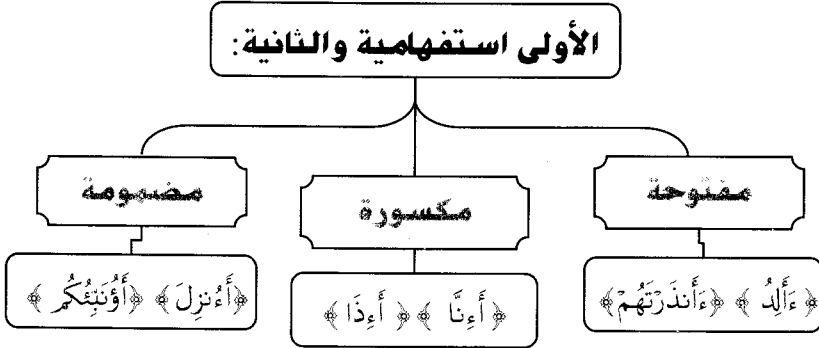 الأولى استفهامية والثانية:
مفتوحة
مكسورة
مضمومة
﴿ءَأَلِدُ﴾ ﴿ءَأَنذَرْتَهُمْ﴾
﴿أَءِنَّا﴾ ﴿أَءِذَا﴾
﴿أَءُنزِلَ﴾ ﴿أَؤُنَبِّئُكُم﴾